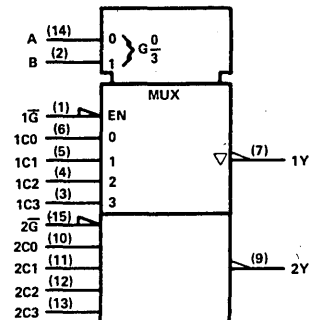 A (14) 0 G 0/3
B (2) 1
MUX
1G̅ (1) EN
1C0 (6) 0
1C1 (5) 1 ▽ (7) 1Y
1C2 (4) 2
1C3 (3) 3
2G̅ (15)
2C0 (10)
2C1 (11) (9) 2Y
2C2 (12)
2C3 (13)